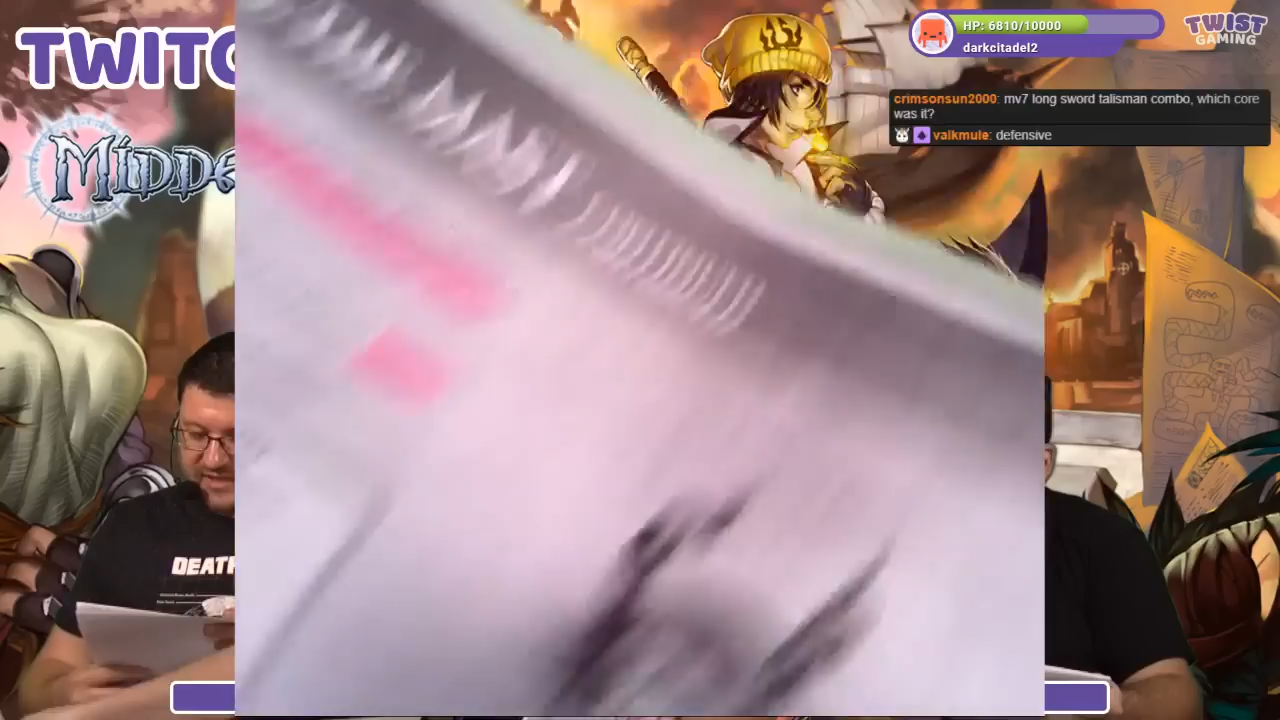 TWITC
MIDDE
HP: 6810/10000
darkcitadel2
TWIST
GAMING
crimsonsun2000: mv7 long sword talisman combo, which core
was it?
valkmule: defensive
DEATH